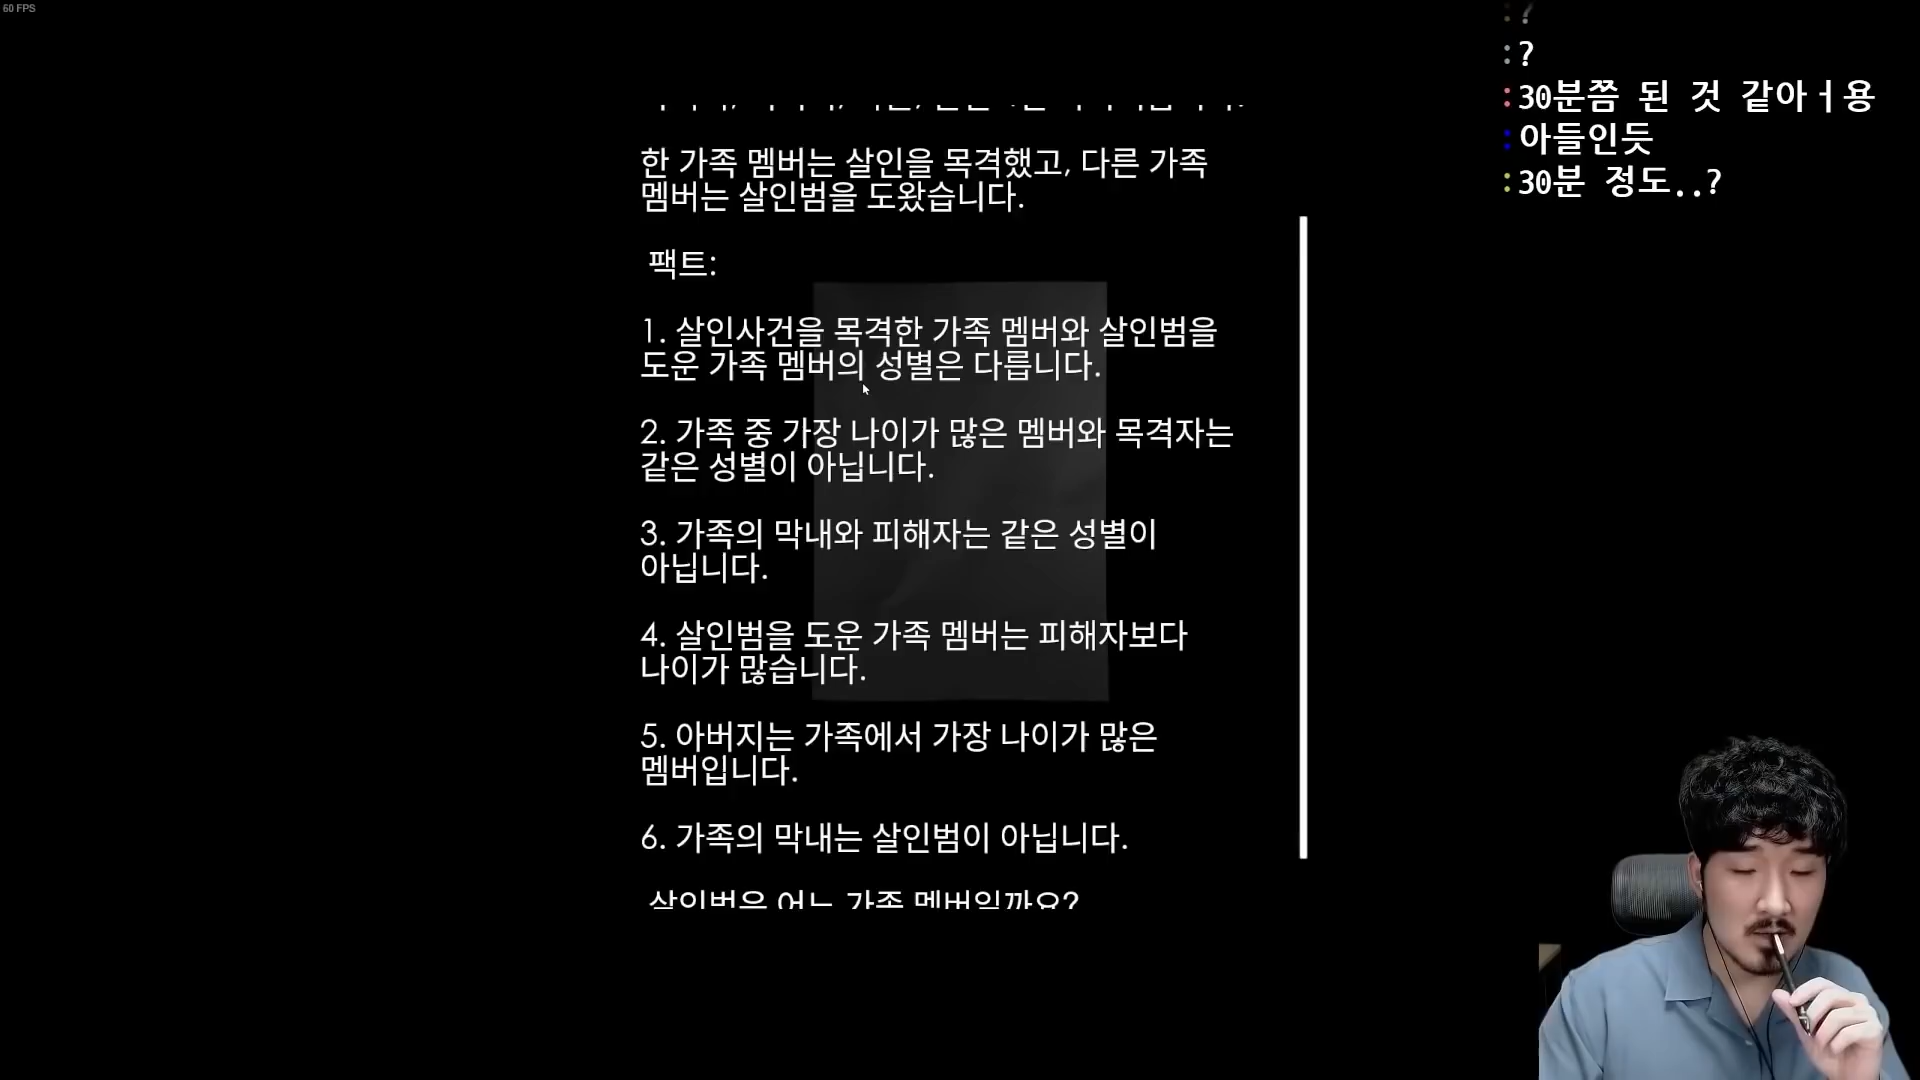 60 FPS
?
?
30분쯤 된 것 같아ㅓ용
아들인듯
30분 정도..?
한 가족 멤버는 살인을 목격했고, 다른 가족
멤버는 살인범을 도왔습니다.
팩트:
1. 살인사건을 목격한 가족 멤버와 살인범을
도운 가족 멤버의 성별은 다릅니다.
2. 가족 중 가장 나이가 많은 멤버와 목격자는
같은 성별이 아닙니다.
3. 가족의 막내와 피해자는 같은 성별이
아닙니다.
4. 살인범을 도운 가족 멤버는 피해자보다
나이가 많습니다.
5. 아버지는 가족에서 가장 나이가 많은
멤버입니다.
6. 가족의 막내는 살인범이 아닙니다.
살인범은 어느 가족 멤버일까요?